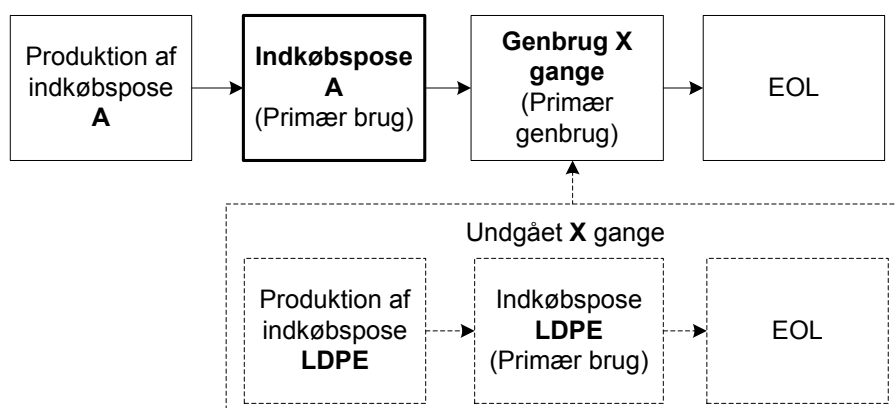 Produktion af
indkøbspose
A
Indkøbspose
A
(Primær brug)
Genbrug X
gange
(Primær
genbrug)
EOL
Undgået X gange
Produktion af
indkøbspose
LDPE
Indkøbspose
LDPE
(Primær brug)
EOL